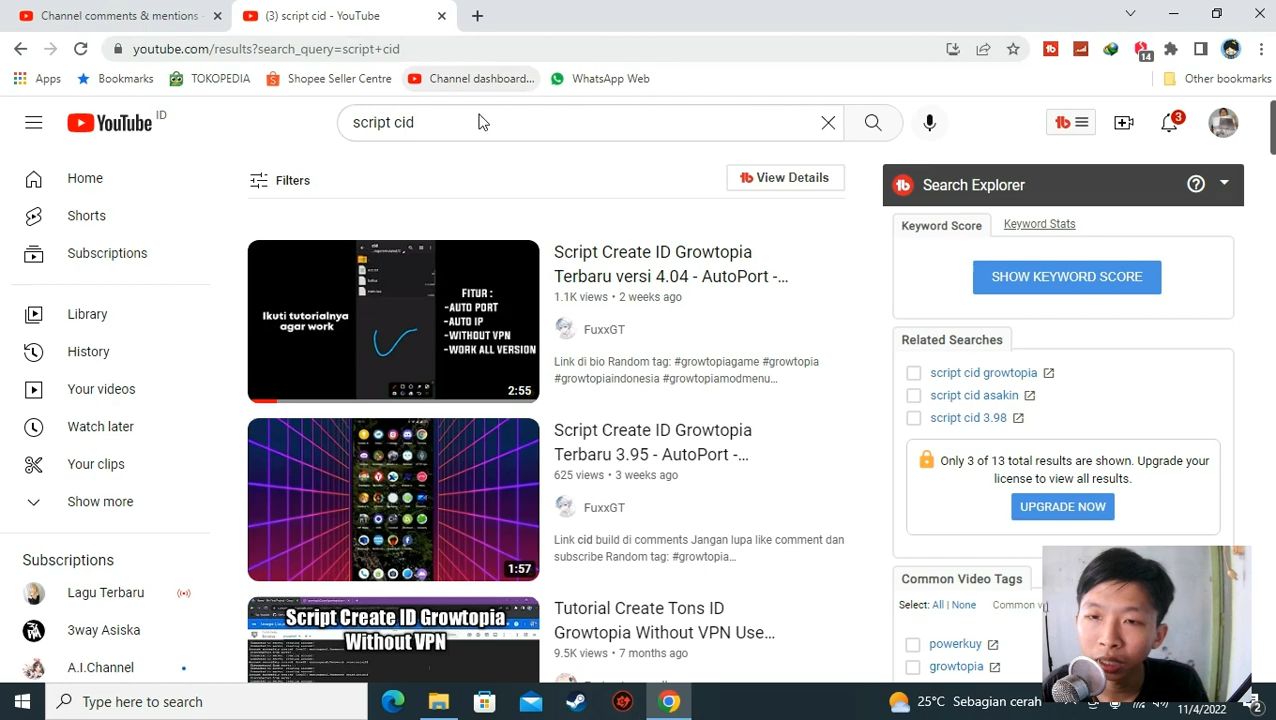 Channel comments & mentions -
(3) script cid - YouTube
youtube.com/results?search_query=script+cid
14
Apps
Bookmarks
TOKOPEDIA
Shopee Seller Centre
Channel dashboard...
WhatsApp Web
Other bookmarks
YouTube ID
script cid
3
Filters
View Details
Home
Shorts
Subscriptions
Library
History
Your videos
Watch later
Your clips
Show more
Subscriptions
Lagu Terbaru
Sway Asiska
A.I.Channel
Ikuti tutorialnya
agar work
FITUR :
-AUTO PORT
-AUTO IP
-WITHOUT VPN
-WORK ALL VERSION
2:55
Script Create ID Growtopia
Terbaru versi 4.04 - AutoPort -...
1.1K views • 2 weeks ago
FuxxGT
Link di bio Random tag: #growtopiagame #growtopia
#growtopiaindonesia #growtopiamodmenu...
1:57
Script Create ID Growtopia
Terbaru 3.95 - AutoPort -...
625 views • 3 weeks ago
FuxxGT
Link cid build di comments Jangan lupa like comment dan
subscribe Random tag: #growtopia...
Script Create ID Growtopia
Without VPN
Tutorial Create Tons ID
Growtopia Without VPN - Use...
.5K views • 7 months ago
Search Explorer
Keyword Score
Keyword Stats
SHOW KEYWORD SCORE
Related Searches
script cid growtopia
script cid asakin
script cid 3.98
Only 3 of 13 total results are shown. Upgrade your
license to view all results.
UPGRADE NOW
Common Video Tags
Select: All | None
Common
Type here to search
25°C Sebagian cerah
11/4/2022
2